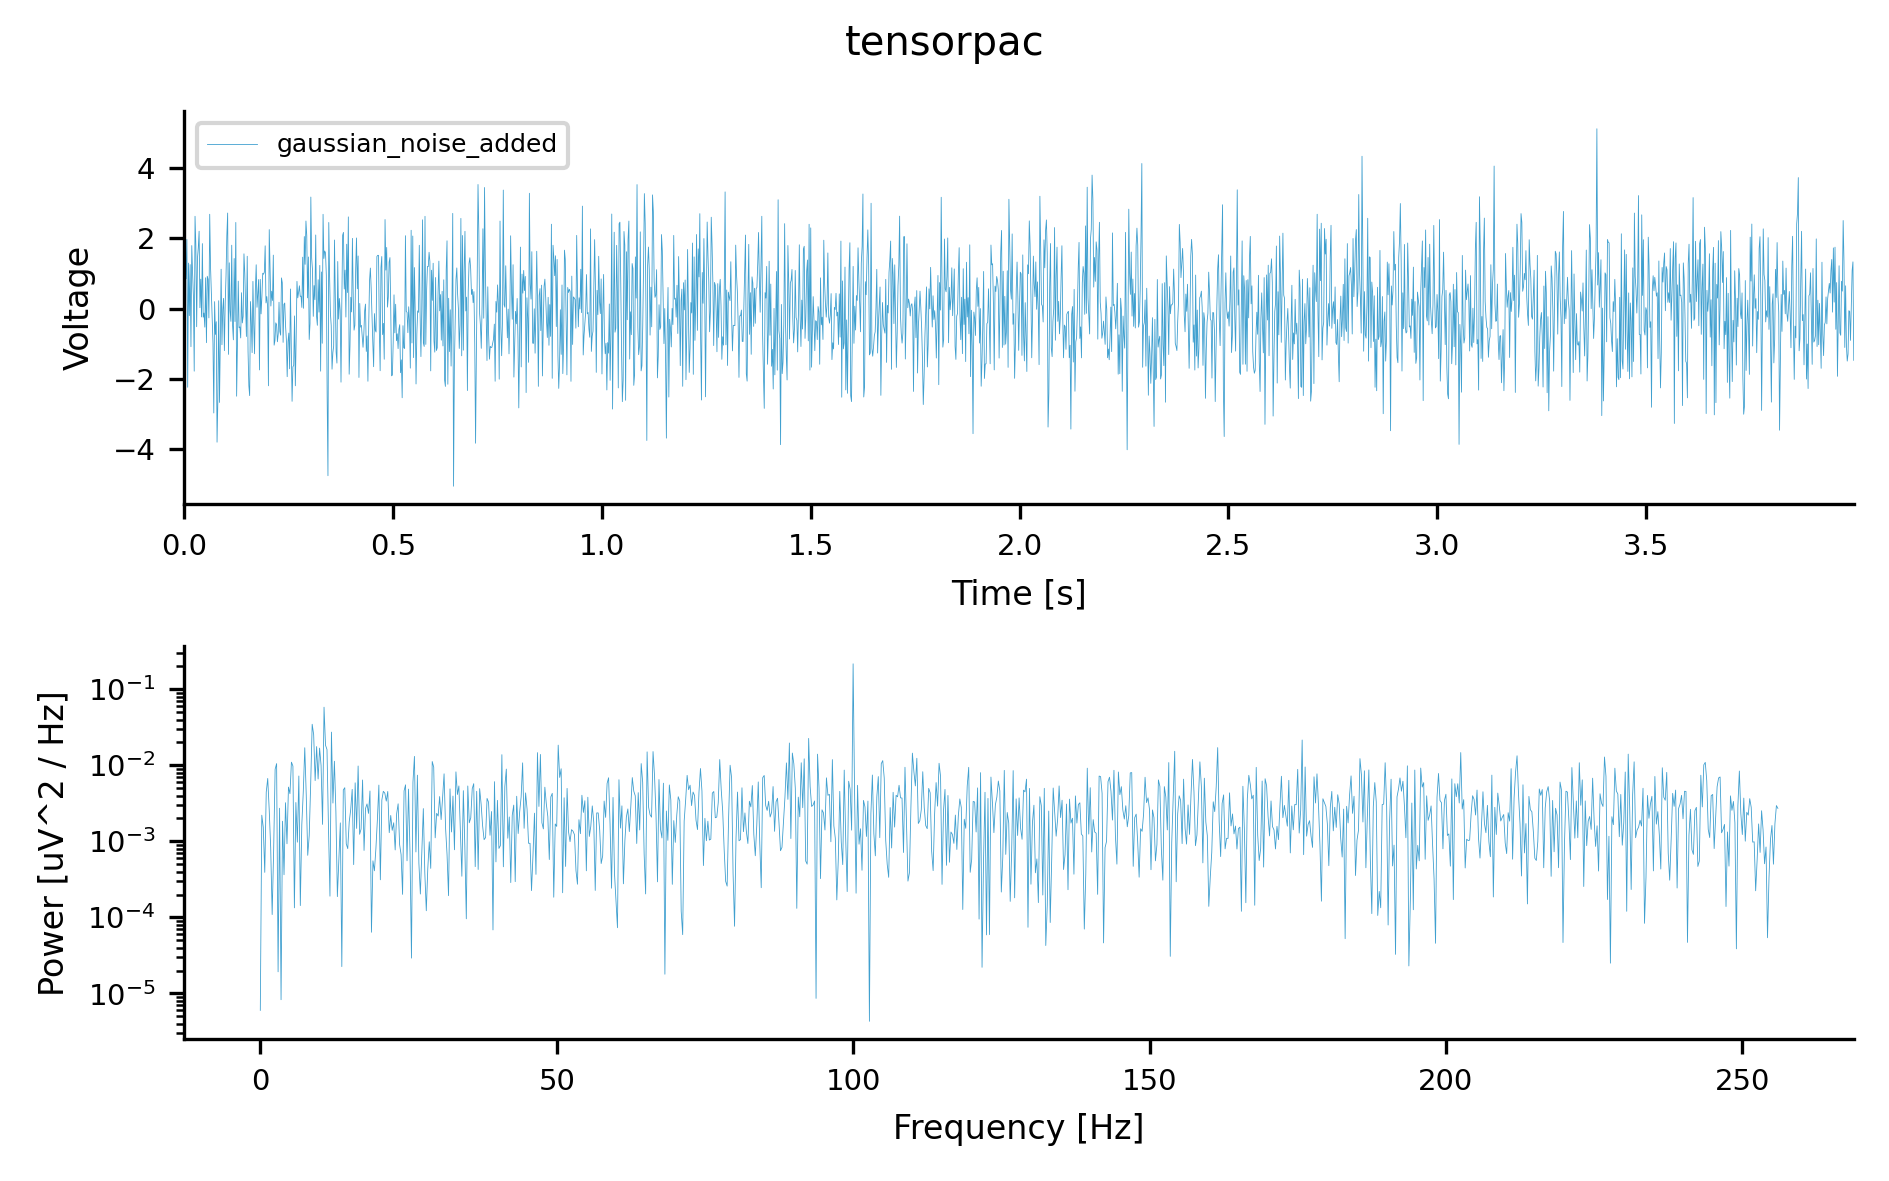 tensorpac
gaussian_noise_added
Voltage
4
2
0
−2
−4
0.0 0.5 1.0 1.5 2.0 2.5 3.0 3.5
Time [s]
Power [uV^2 / Hz]
10⁻¹
10⁻²
10⁻³
10⁻⁴
10⁻⁵
0 50 100 150 200 250
Frequency [Hz]